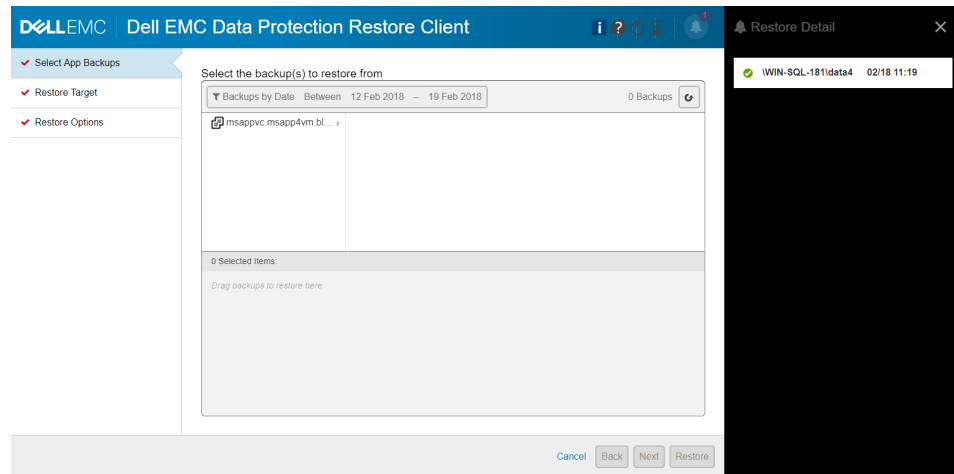 DELLEMC Dell EMC Data Protection Restore Client
i ? 1
Restore Detail
Select App Backups
Restore Target
Restore Options
Select the backup(s) to restore from
Backups by Date Between 12 Feb 2018 – 19 Feb 2018 0 Backups
msappvc.msapp4vm.bl...
0 Selected Items:
Drag backups to restore here
Cancel Back Next Restore
\WIN-SQL-181\data4 02/18 11:19